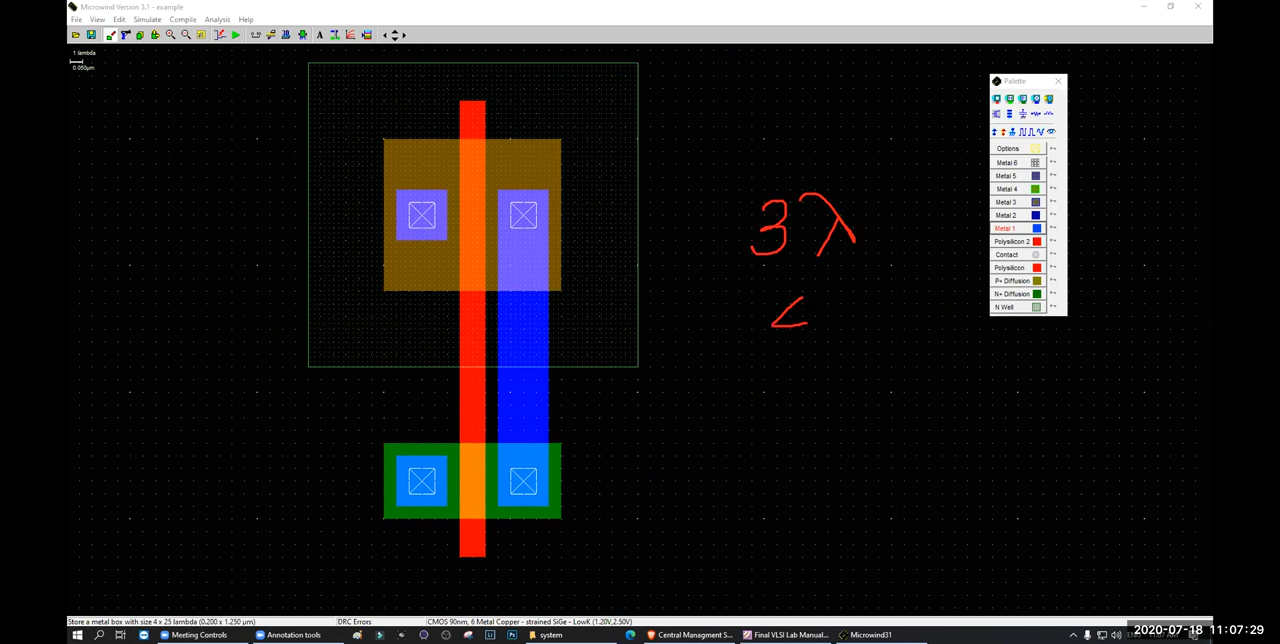 Microwind Version 3.1 - example
File View Edit Simulate Compile Analysis Help
1 lambda
0.050µm
3λ
<
Palette
Options
Metal 6
Metal 5
Metal 4
Metal 3
Metal 2
Metal 1
Polysilicon 2
Contact
Polysilicon
P+ Diffusion
N+ Diffusion
N Well
Store a metal box with size 4 x 25 lambda (0.200 x 1.250 µm) DRC Errors CMOS 90nm, 6 Metal Copper - strained SiGe - LowK (1.20V,2.50V)
Meeting Controls Annotation tools system Central Managment S... Final VLSI Lab Manual... Microwind31
2020-07-18 11:07:29